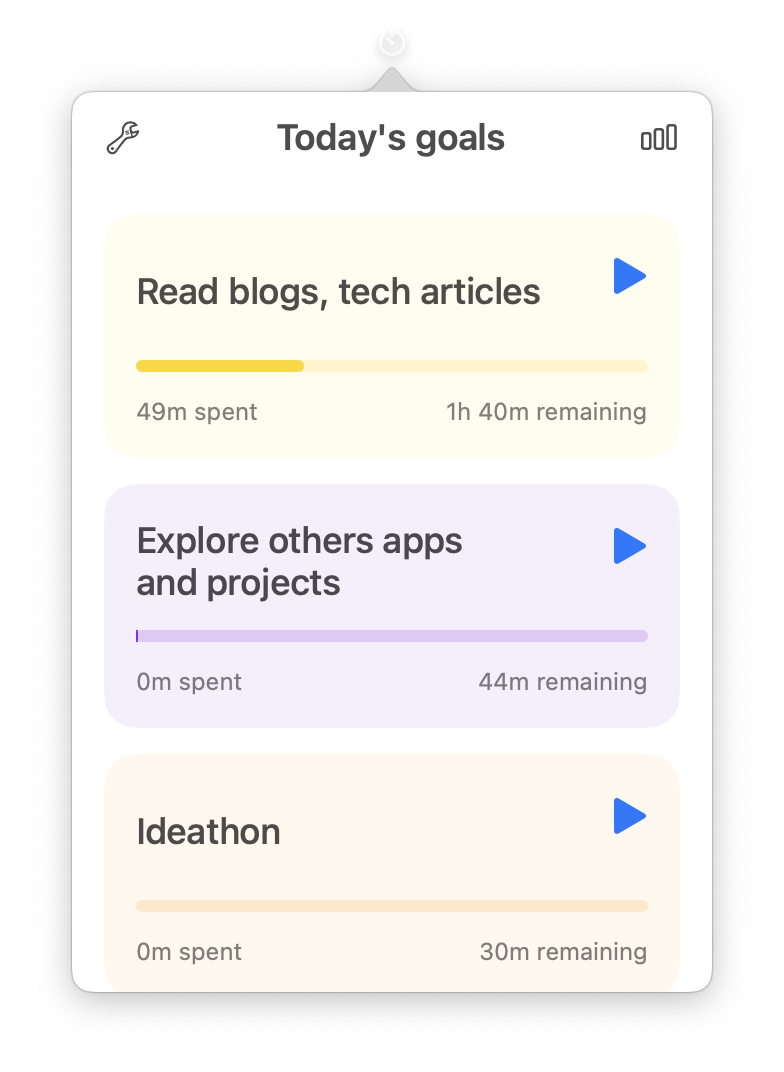 Today's goals
Read blogs, tech articles
49m spent
1h 40m remaining
Explore others apps
and projects
0m spent
44m remaining
Ideathon
0m spent
30m remaining